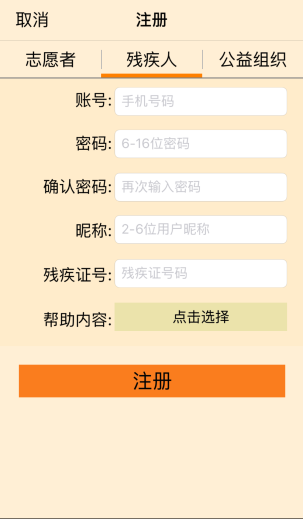 取消 注册
志愿者 残疾人 公益组织
账号: 手机号码
密码: 6-16位密码
确认密码: 再次输入密码
昵称: 2-6位用户昵称
残疾证号: 残疾证号码
帮助内容: 点击选择
注册